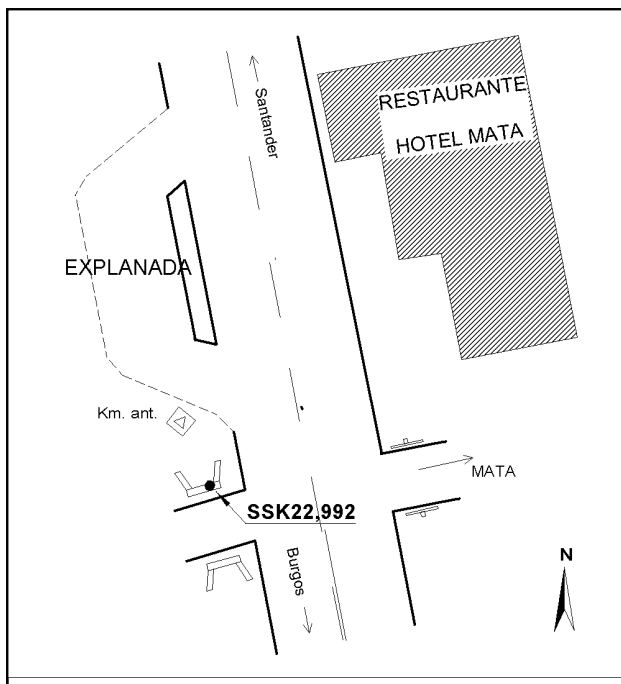 Santander
RESTAURANTE
HOTEL MATA
EXPLANADA
Km. ant.
MATA
SSK22,992
Burgos
N